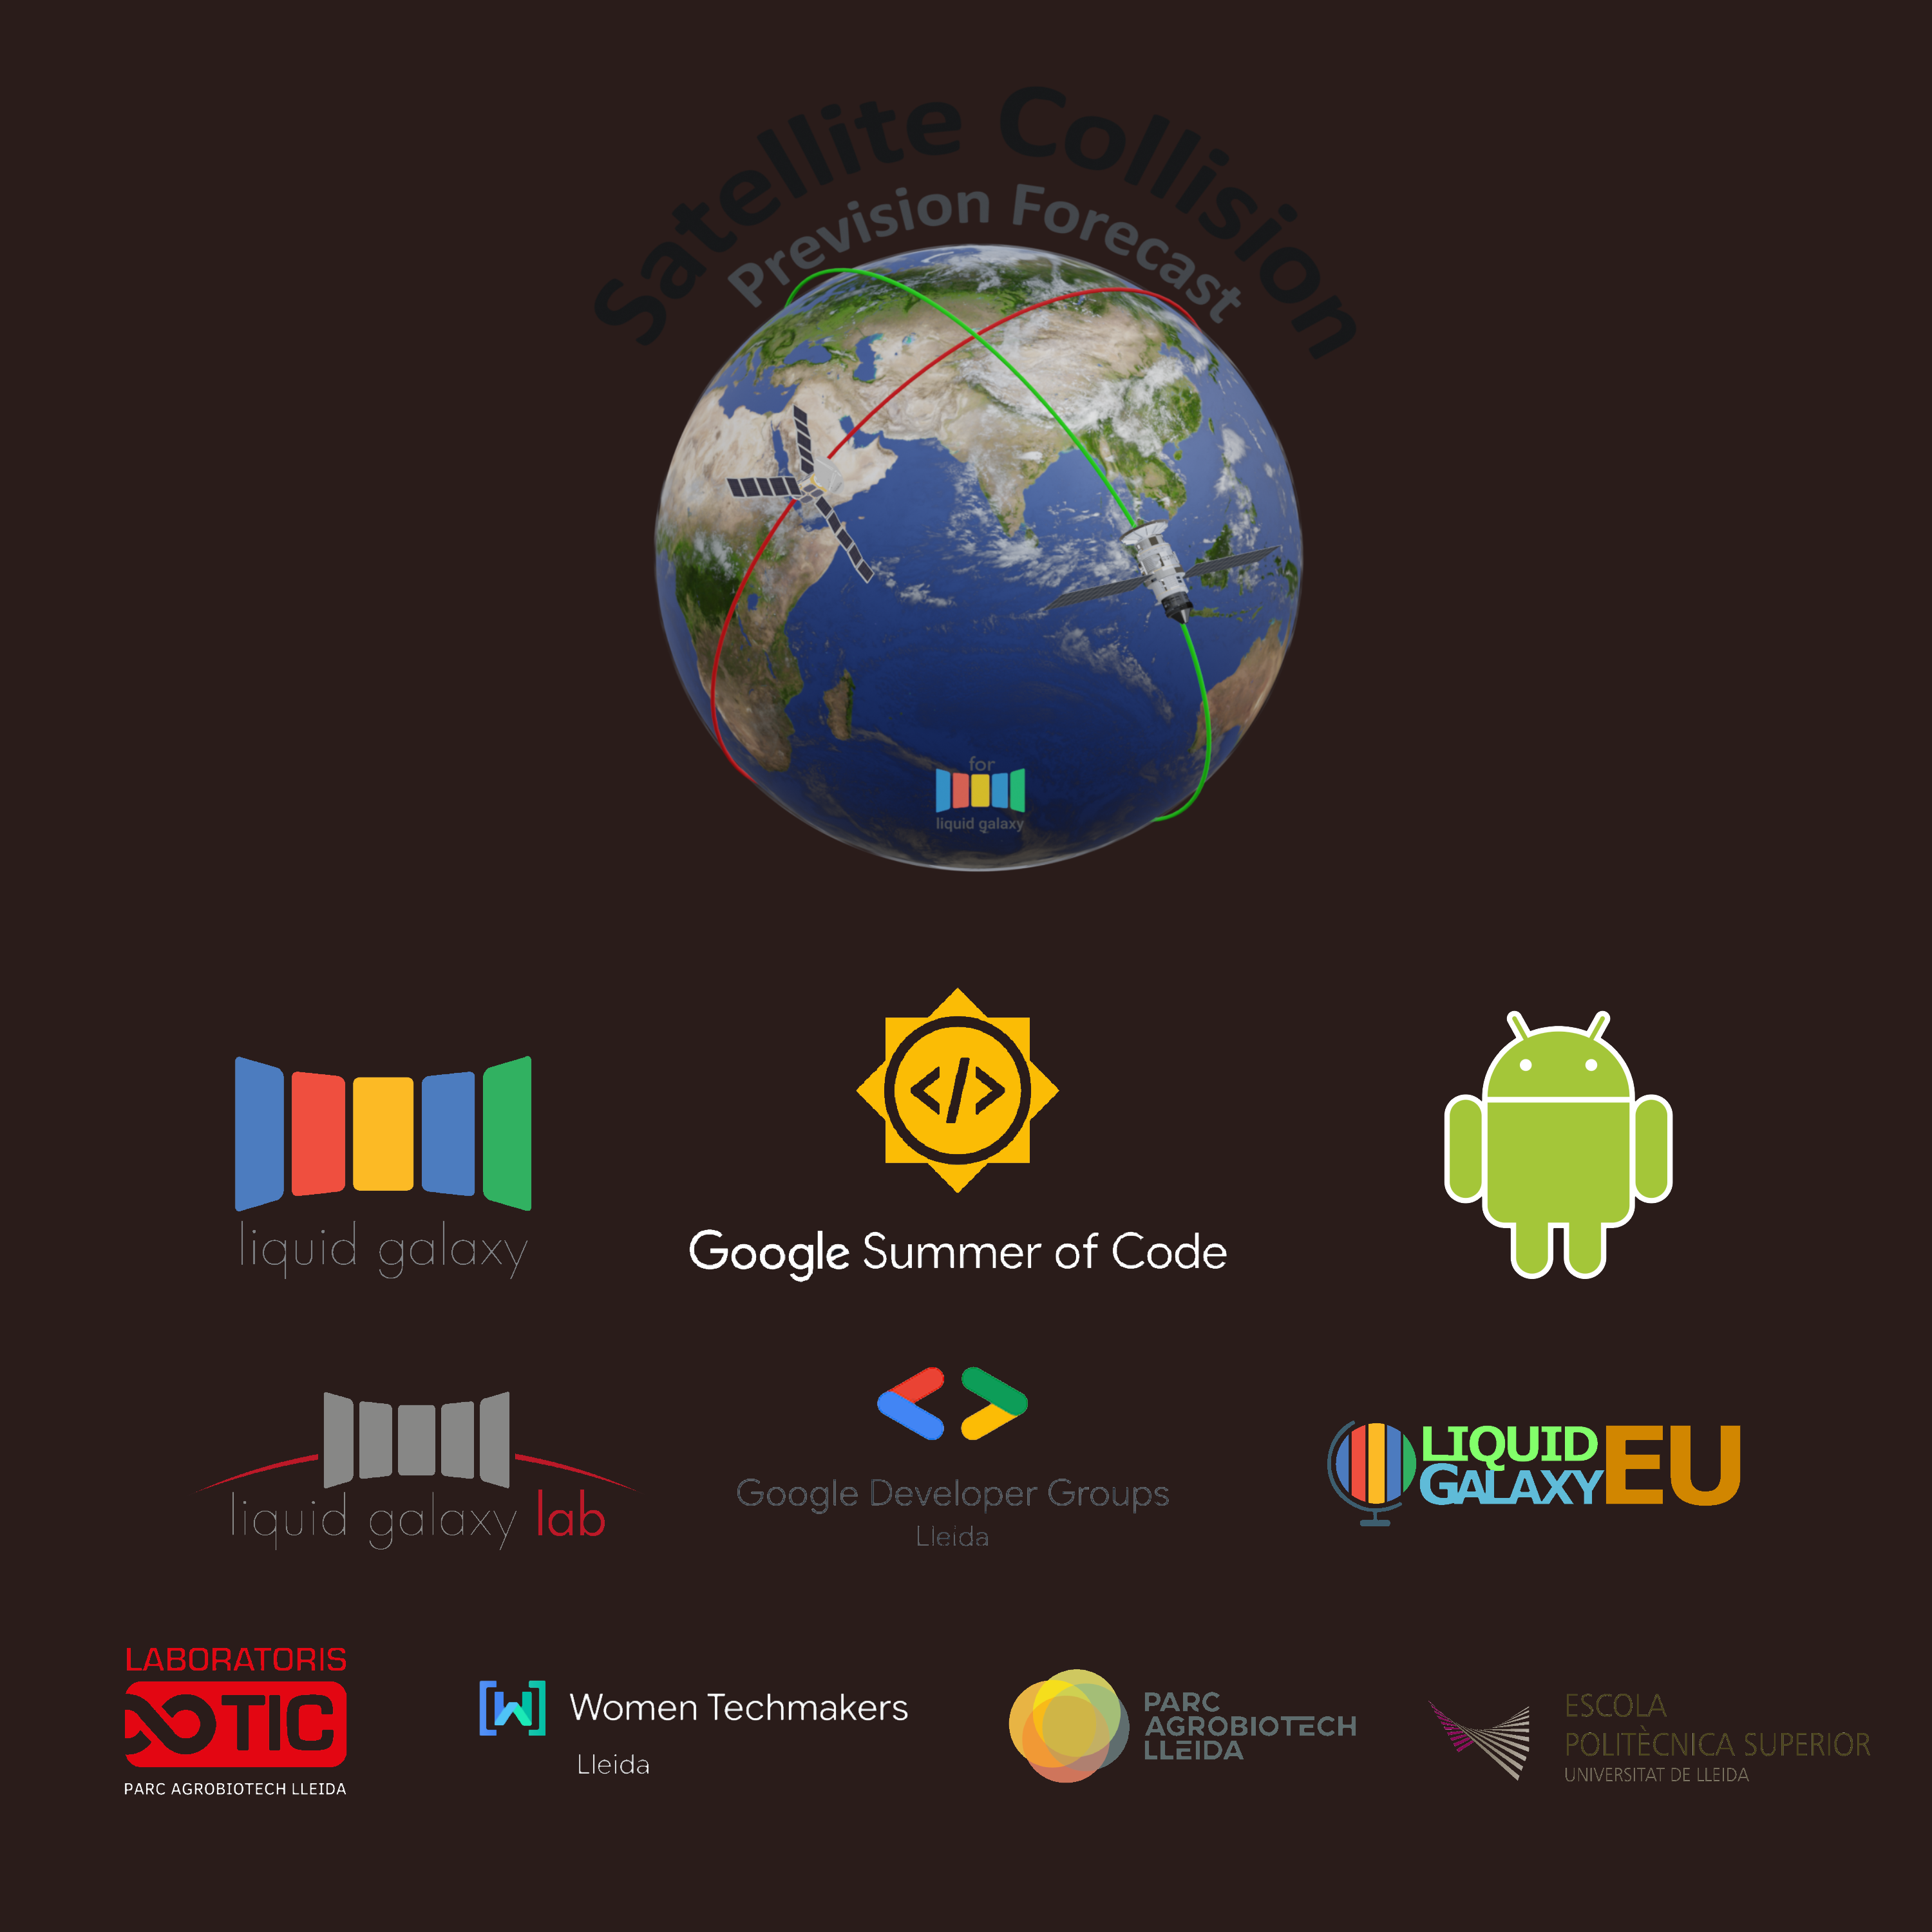 Satellite Collision
Prevision Forecast
for
liquid galaxy
liquid galaxy
Google Summer of Code
liquid galaxy lab
Google Developer Groups
Lleida
LIQUID
GALAXY EU
LABORATORIS
TIC
PARC AGROBIOTECH LLEIDA
Women Techmakers
Lleida
PARC
AGROBIOTECH
LLEIDA
ESCOLA
POLITÈCNICA SUPERIOR
UNIVERSITAT DE LLEIDA